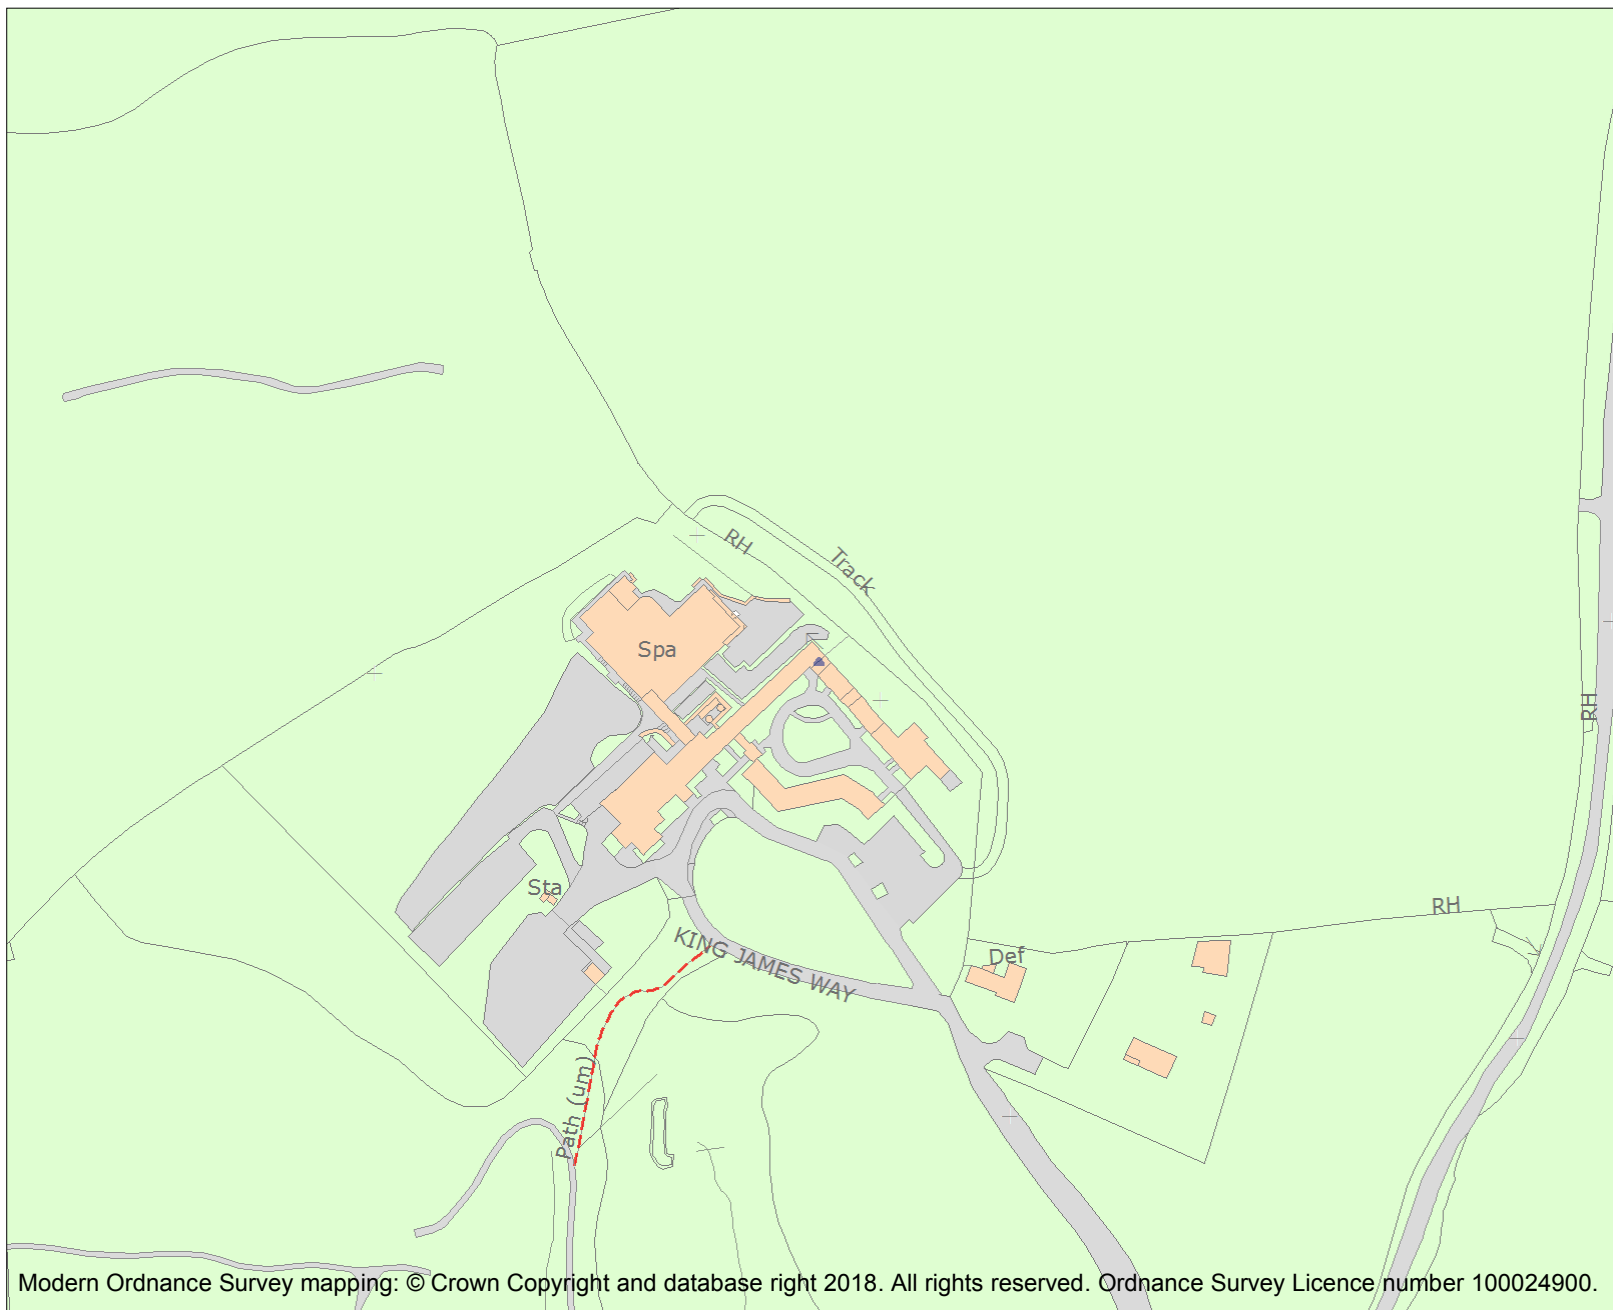 RH
Track
Spa
RH
Sta
RH
KING JAMES WAY
Def
Path (um)
Modern Ordnance Survey mapping: © Crown Copyright and database right 2018. All rights reserved. Ordnance Survey Licence number 100024900.